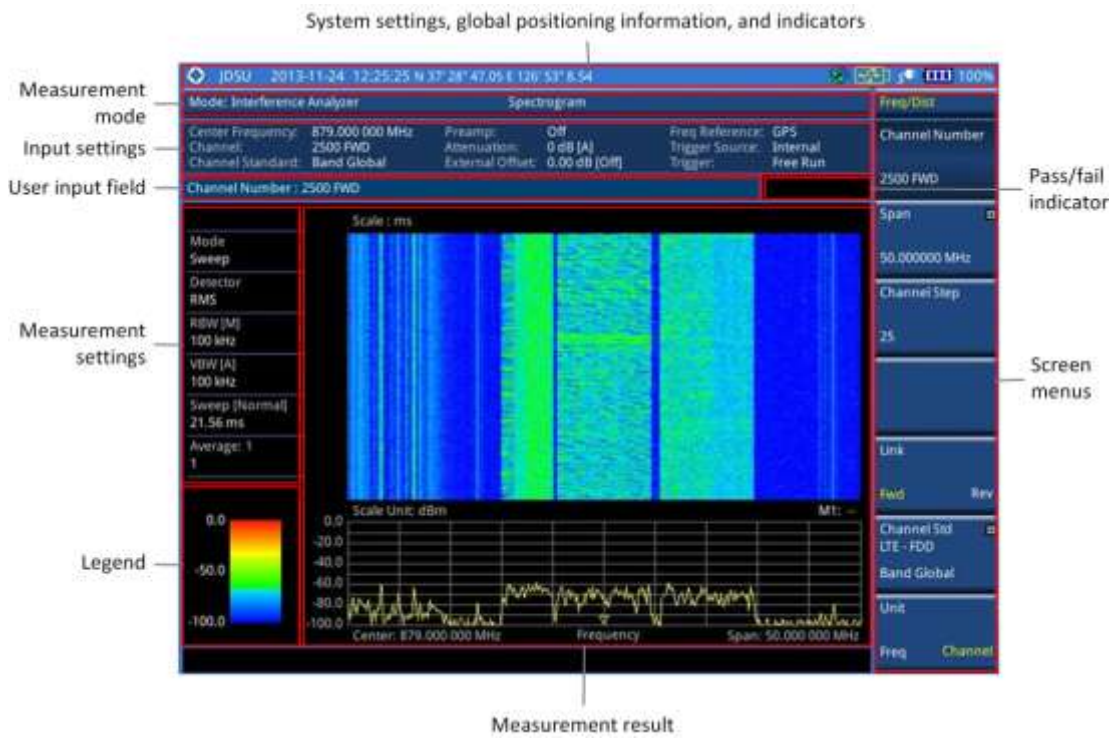 System settings, global positioning information, and indicators
JDSU 2013-11-24 12:25:25 N 37° 28" 47.05 E 126° 53" 8.54 100%
Measurement mode
Mode: Interference Analyzer Spectrogram
Freq/Dist
Input settings
Center Frequency: 879.000 000 MHz Preamp: Off Freq Reference: GPS
Channel: 2500 FWD Attenuation: 0 dB [A] Trigger Source: Internal
Channel Standard: Band Global External Offset: 0.00 dB [Off] Trigger: Free Run
Channel Number
2500 FWD
User input field
Channel Number : 2500 FWD
Pass/fail indicator
Scale : ms
Span
50.000000 MHz
Measurement settings
Mode
Sweep
Detector
RMS
RBW [M]
100 kHz
VBW [A]
100 kHz
Sweep [Normal]
21.56 ms
Average: 1
1
Channel Step
25
Screen menus
Link
Fwd Rev
Legend
0.0
-50.0
-100.0
Scale Unit: dBm M1: --
0.0
-20.0
-40.0
-60.0
-80.0
-100.0
Center: 879.000 000 MHz Frequency Span: 50.000 000 MHz
Channel Std
LTE - FDD
Band Global
Unit
Freq Channel
Measurement result